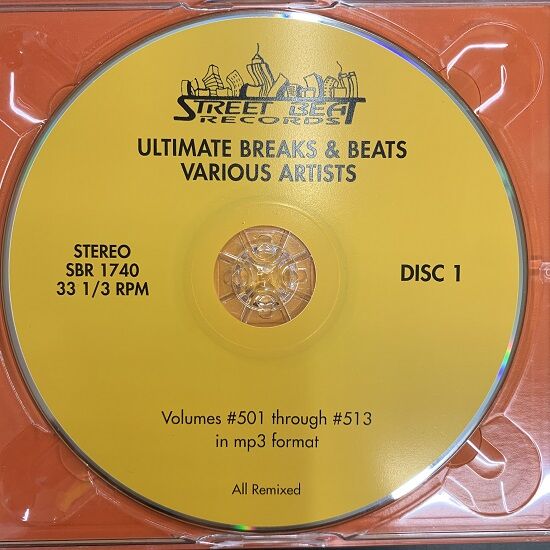 STREET BEAT
RECORDS
ULTIMATE BREAKS & BEATS
VARIOUS ARTISTS
STEREO
SBR 1740
33 1/3 RPM
DISC 1
Volumes #501 through #513
in mp3 format
All Remixed